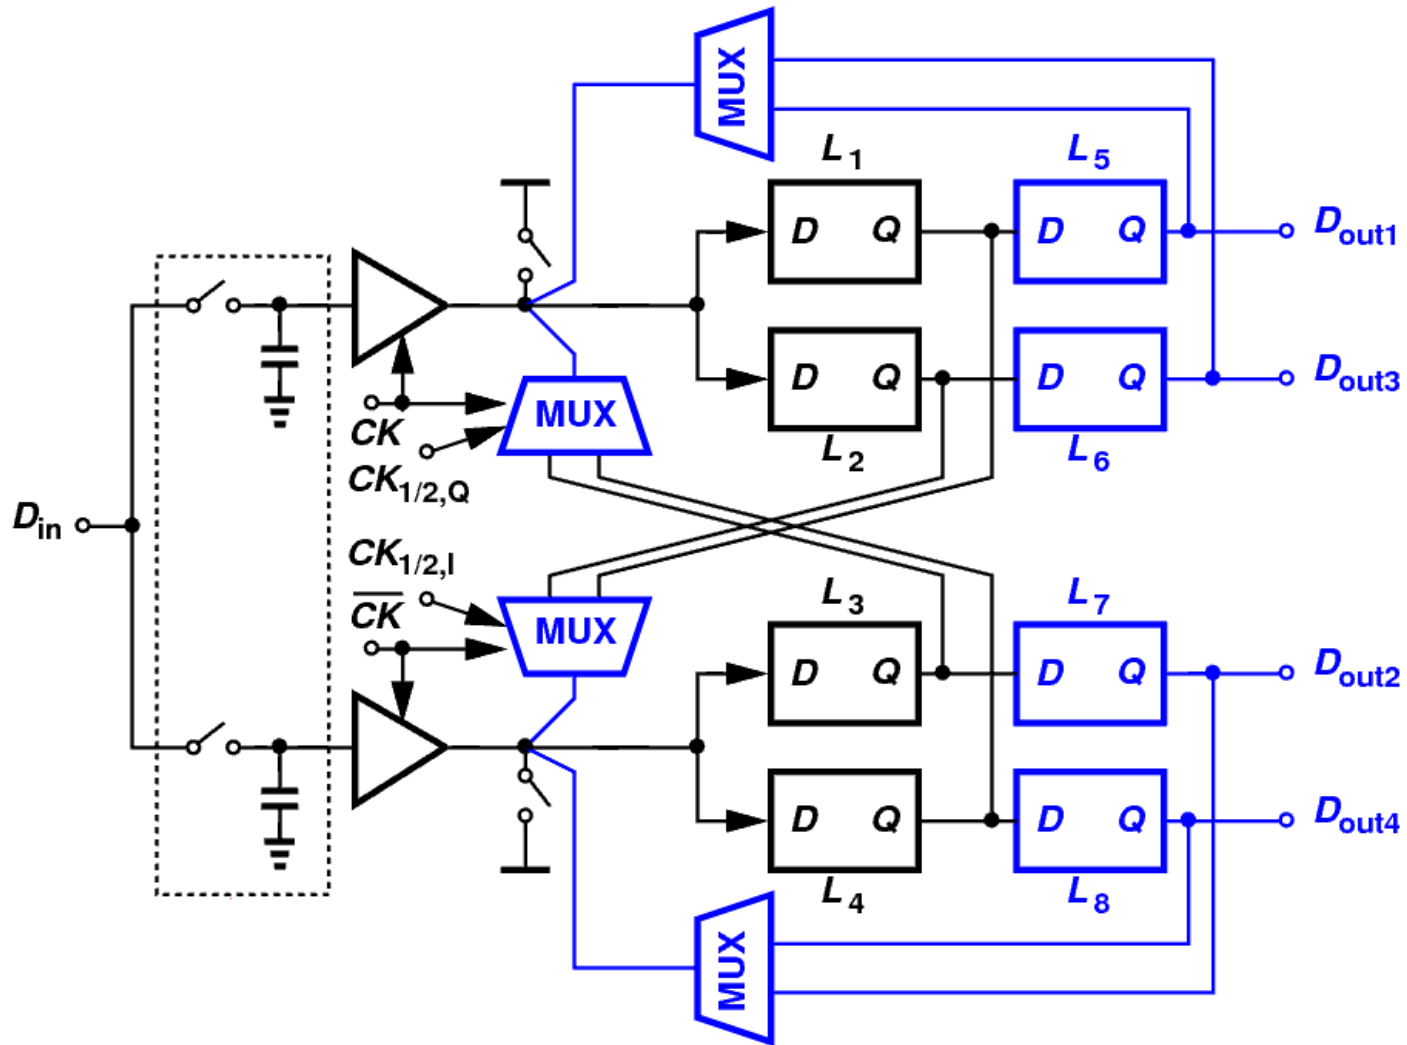 MUX
L1
L5
D Q
D Q
Dout1
D Q
D Q
Dout3
L2
L6
CK
CK1/2,Q
MUX
Din
CK1/2,I
C̅K̅
MUX
L3
L7
D Q
D Q
Dout2
D Q
D Q
Dout4
L4
L8
MUX